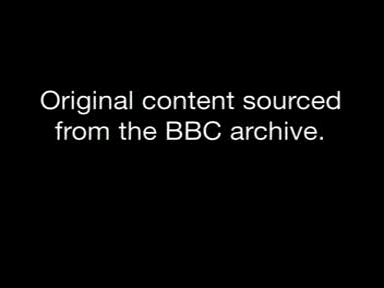 Original content sourced
from the BBC archive.